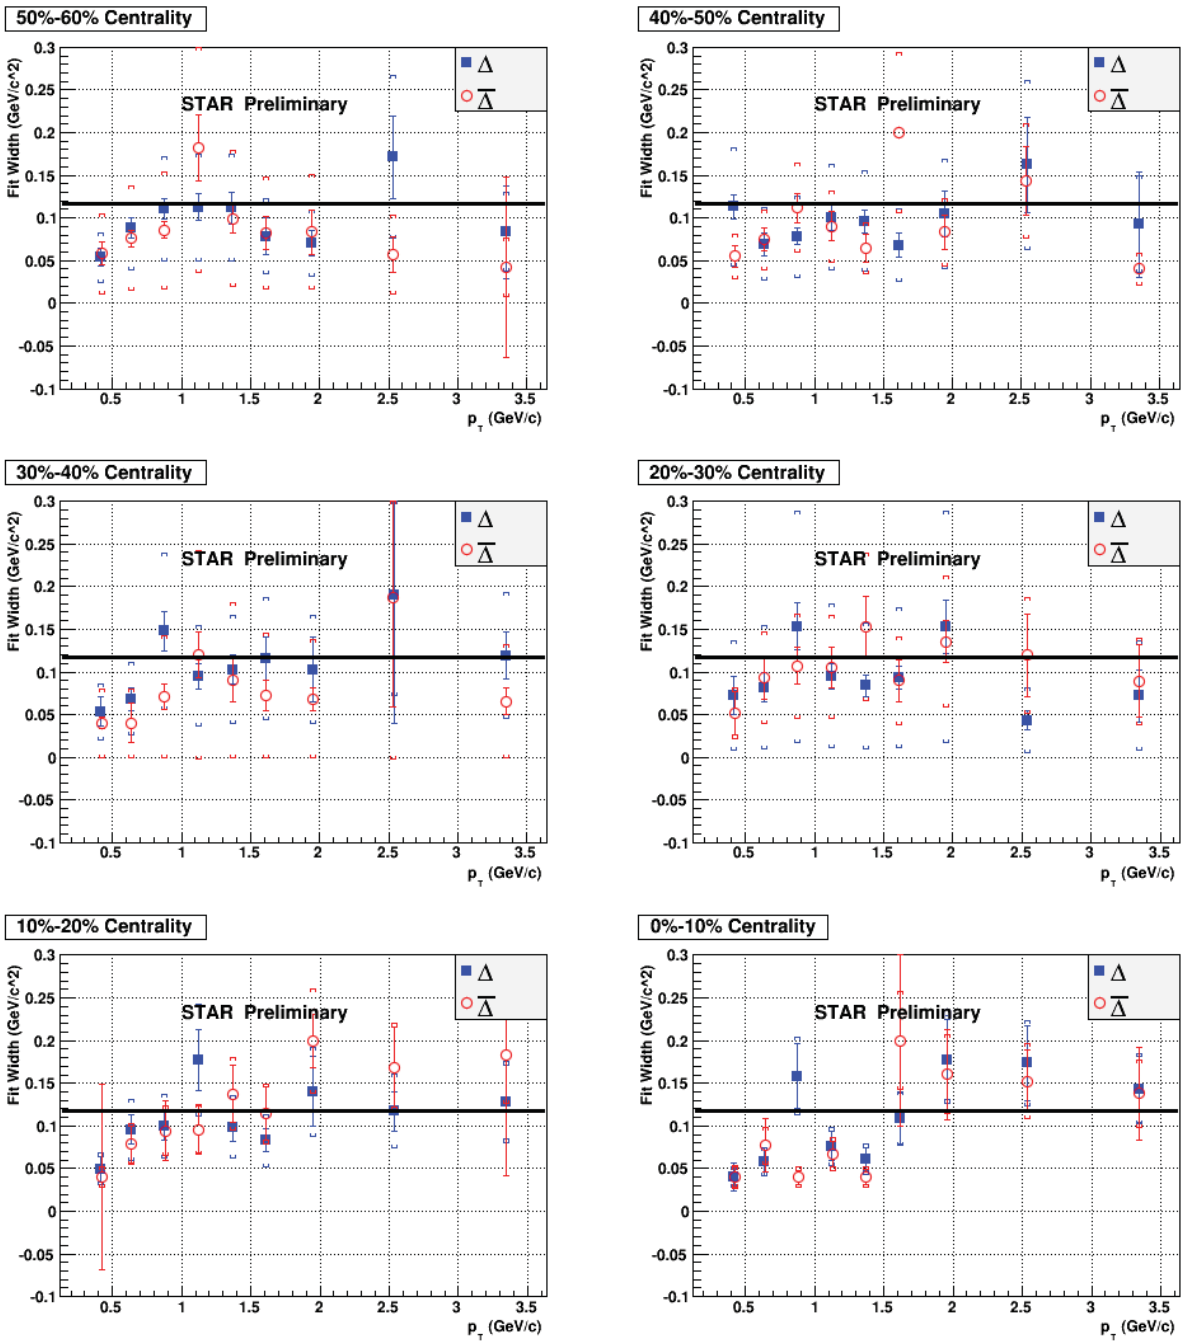 50%-60% Centrality
Fit Width (GeV/c^2)
0.3
0.25
0.2
0.15
0.1
0.05
0
-0.05
-0.1
STAR Preliminary
Δ
Δ̅
0.5 1 1.5 2 2.5 3 3.5
p_T (GeV/c)
40%-50% Centrality
Fit Width (GeV/c^2)
0.3
0.25
0.2
0.15
0.1
0.05
0
-0.05
-0.1
STAR Preliminary
Δ
Δ̅
0.5 1 1.5 2 2.5 3 3.5
p_T (GeV/c)
30%-40% Centrality
Fit Width (GeV/c^2)
0.3
0.25
0.2
0.15
0.1
0.05
0
-0.05
-0.1
STAR Preliminary
Δ
Δ̅
0.5 1 1.5 2 2.5 3 3.5
p_T (GeV/c)
20%-30% Centrality
Fit Width (GeV/c^2)
0.3
0.25
0.2
0.15
0.1
0.05
0
-0.05
-0.1
STAR Preliminary
Δ
Δ̅
0.5 1 1.5 2 2.5 3 3.5
p_T (GeV/c)
10%-20% Centrality
Fit Width (GeV/c^2)
0.3
0.25
0.2
0.15
0.1
0.05
0
-0.05
-0.1
STAR Preliminary
Δ
Δ̅
0.5 1 1.5 2 2.5 3 3.5
p_T (GeV/c)
0%-10% Centrality
Fit Width (GeV/c^2)
0.3
0.25
0.2
0.15
0.1
0.05
0
-0.05
-0.1
STAR Preliminary
Δ
Δ̅
0.5 1 1.5 2 2.5 3 3.5
p_T (GeV/c)